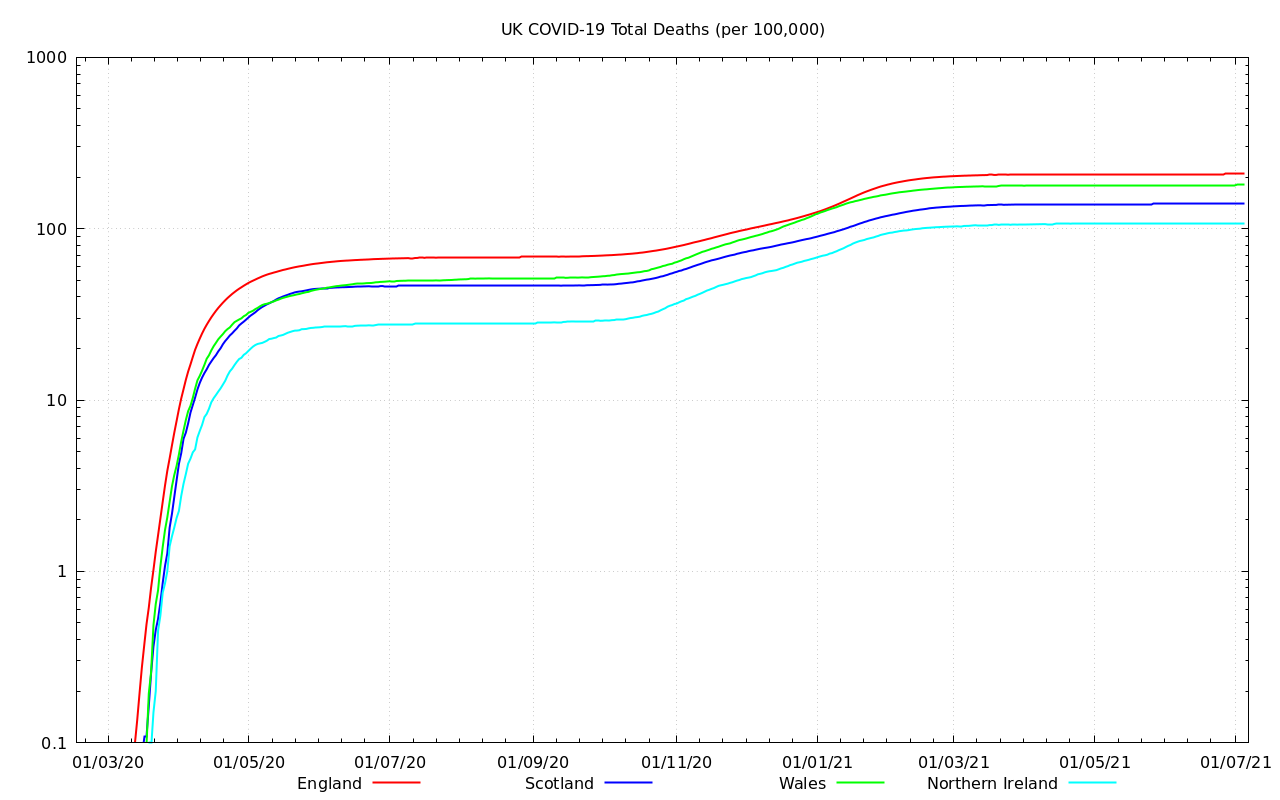 UK COVID-19 Total Deaths (per 100,000)
1000
100
10
1
0.1
01/03/20 01/05/20 01/07/20 01/09/20 01/11/20 01/01/21 01/03/21 01/05/21 01/07/21
England Scotland Wales Northern Ireland